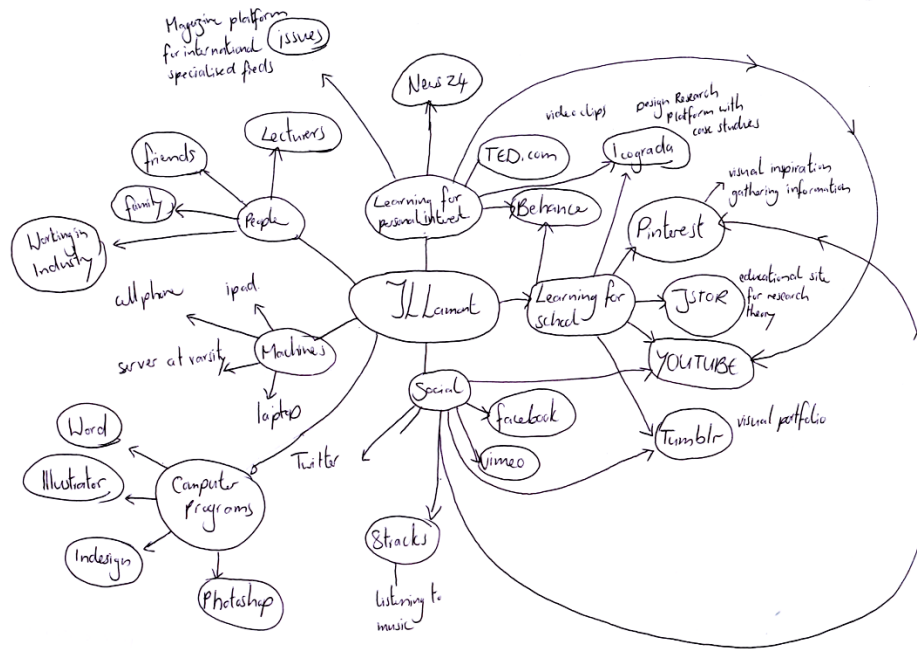 Magazine platform
for international
specialised fields
issues
News 24
video clips
Design Research
Platform with
case studies
Lecturers
friends
TED.com
Icograda
visual inspiration
gathering information
family
People
Learning for
personal interest
Behance
Pinterest
Working in
Industry
cellphone
ipad
JLLamont
Learning for
school
JSTOR
educational site
for research
theory
server at varsity
Machines
YOUTUBE
laptop
Social
facebook
Tumblr
visual portfolio
Word
Twitter
vimeo
Illustrator
Computer
Programs
8tracks
Indesign
Photoshop
listening to
music